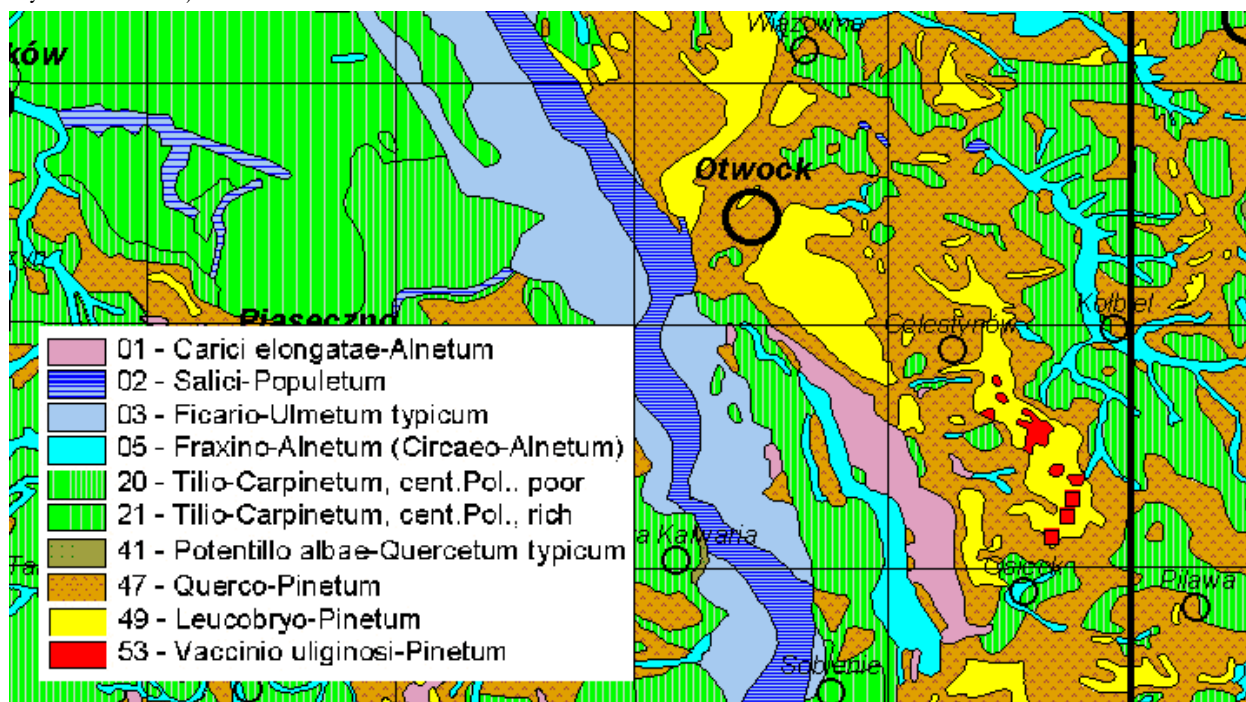 Wiązowna
ków
Otwock
Kołbiel
Piaseczno
Celestynów
01 - Carici elongatae-Alnetum
02 - Salici-Populetum
03 - Ficario-Ulmetum typicum
05 - Fraxino-Alnetum (Circaeo-Alnetum)
20 - Tilio-Carpinetum, cent.Pol., poor
21 - Tilio-Carpinetum, cent.Pol., rich
41 - Potentillo albae-Quercetum typicum
47 - Querco-Pinetum
49 - Leucobryo-Pinetum
53 - Vaccinio uliginosi-Pinetum
a Kalwaria
Ta
Osieck
Pilawa
Sobienie